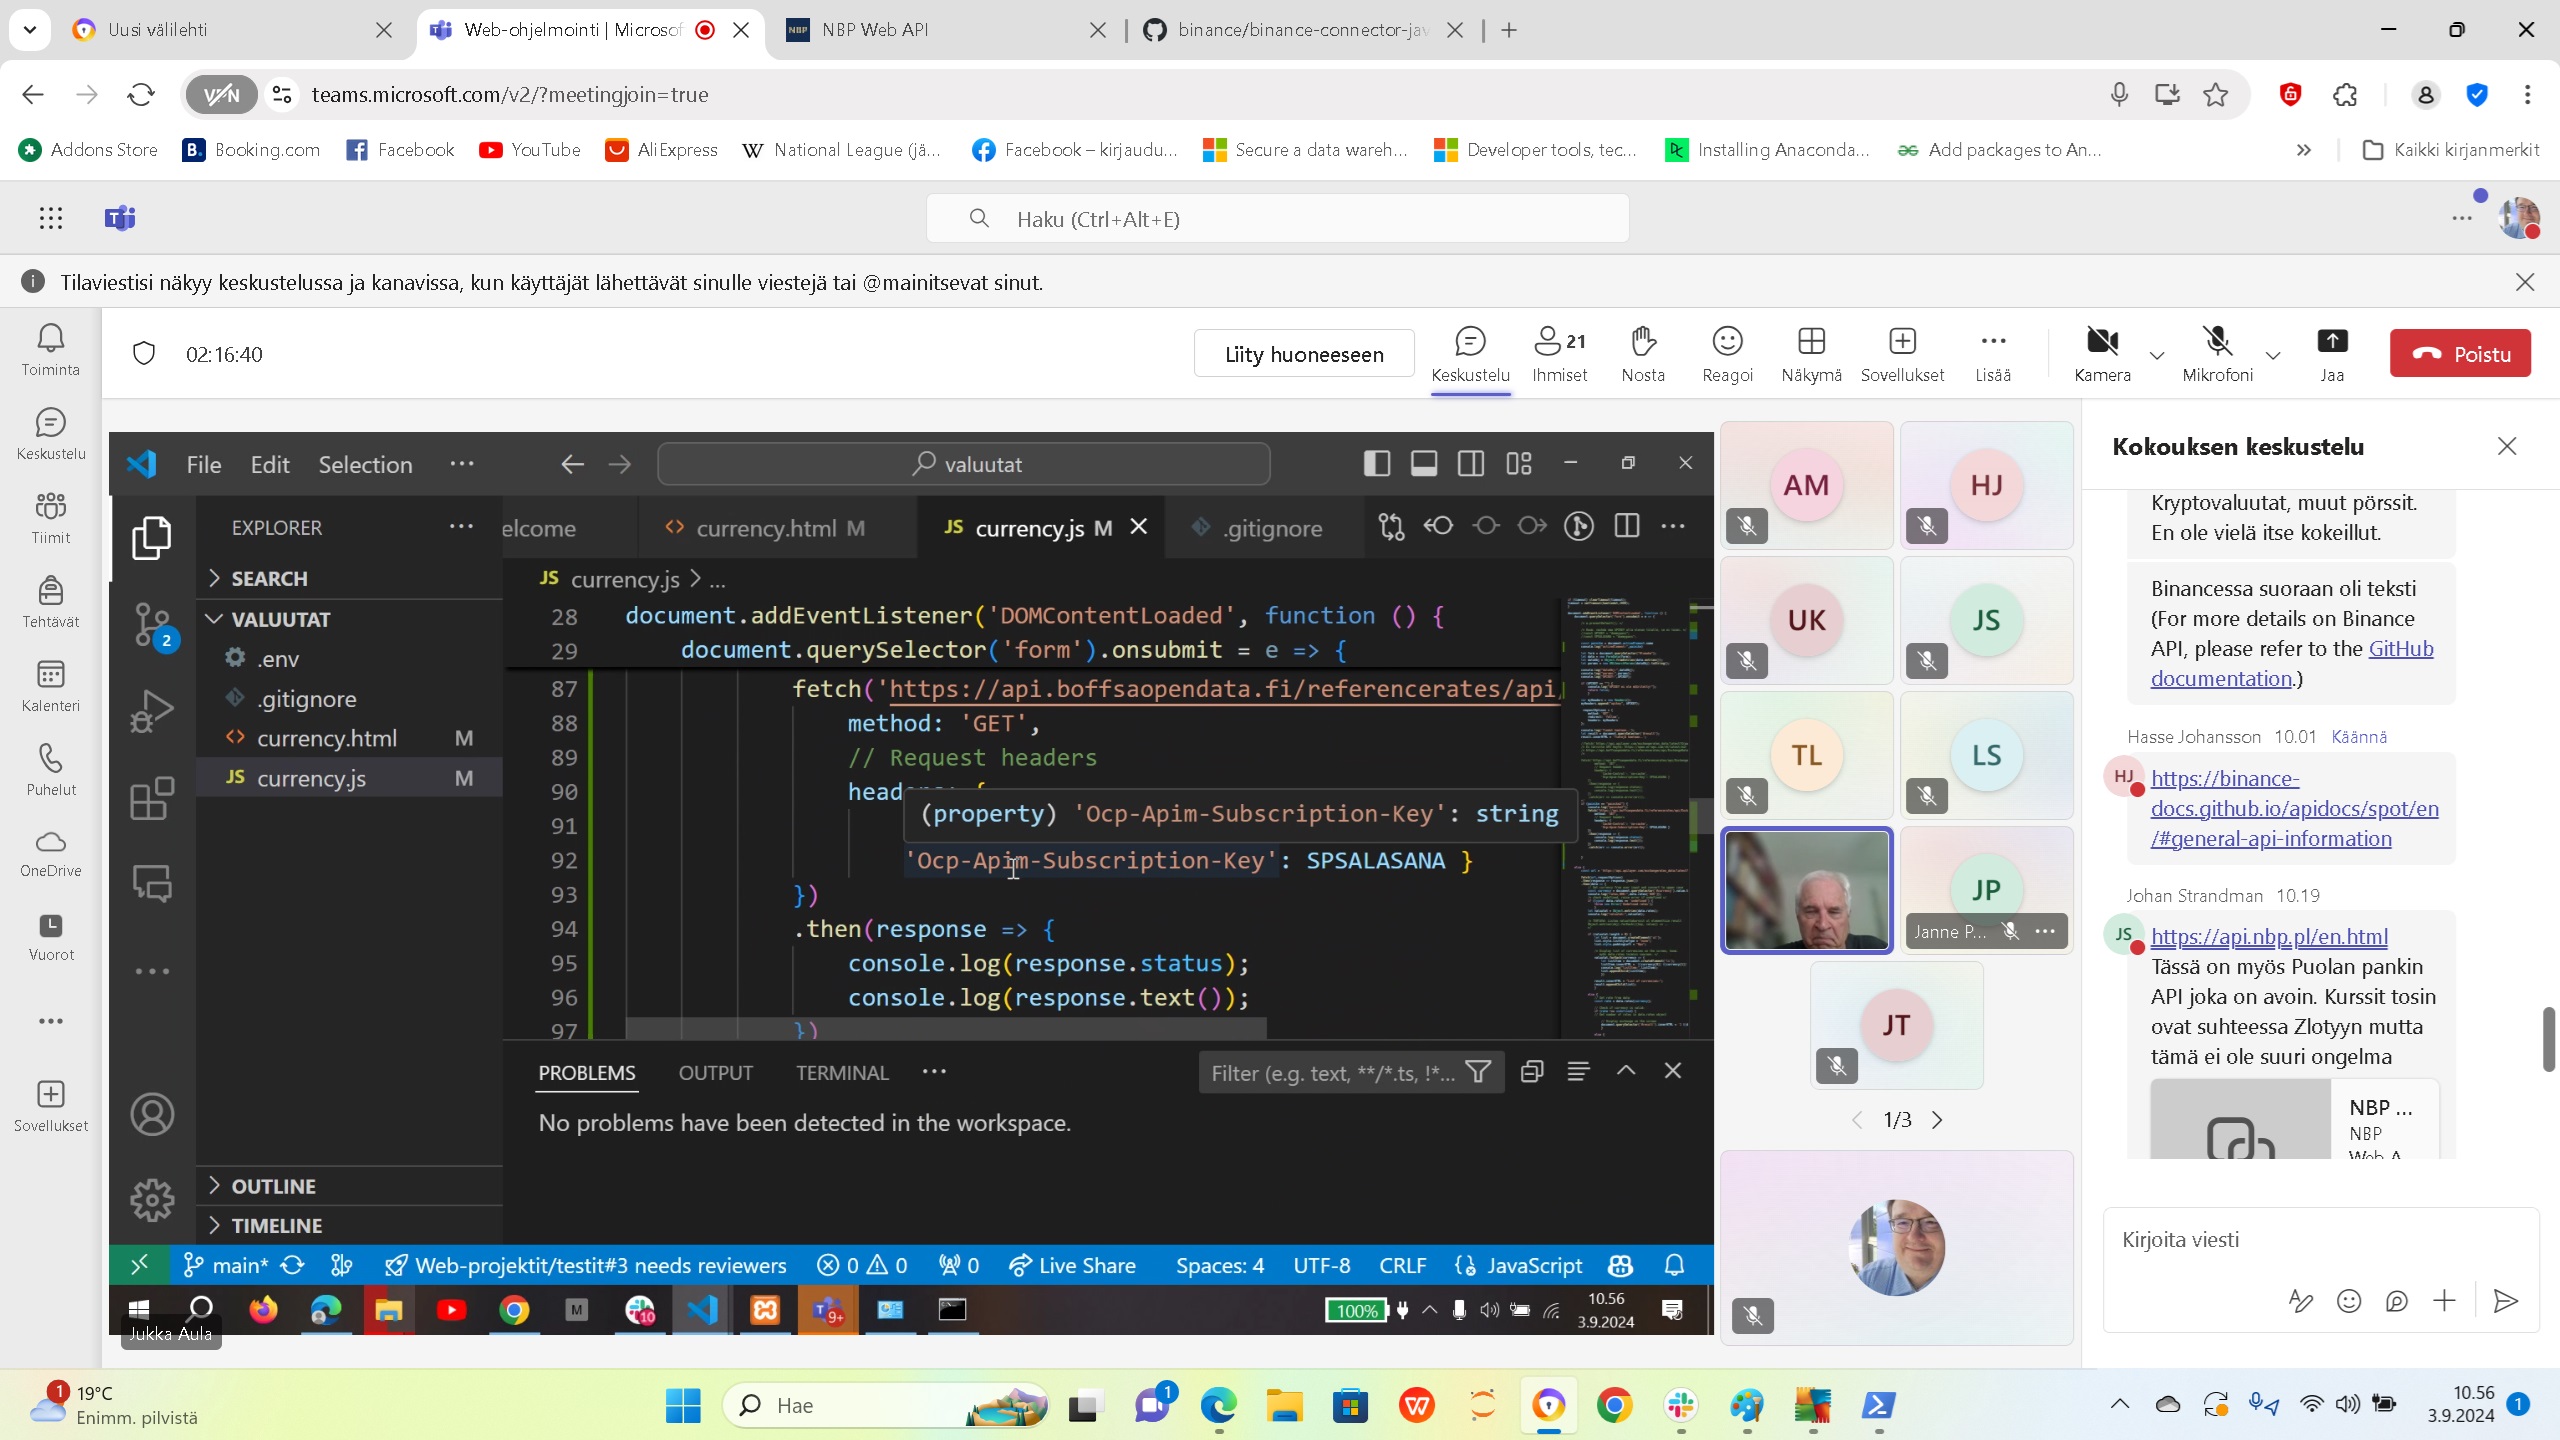 Uusi välilehti
Web-ohjelmointi | Microsof
NBP NBP Web API
binance/binance-connector-jav
VPN
teams.microsoft.com/v2/?meetingjoin=true
Addons Store
Booking.com
Facebook
YouTube
AliExpress
National League (jä...
Facebook – kirjaudu...
Secure a data wareh...
Developer tools, tec...
Installing Anaconda...
Add packages to An...
Kaikki kirjanmerkit
Haku (Ctrl+Alt+E)
Tilaviestisi näkyy keskustelussa ja kanavissa, kun käyttäjät lähettävät sinulle viestejä tai @mainitsevat sinut.
Toiminta
Keskustelu
Tiimit
Tehtävät
Kalenteri
Puhelut
OneDrive
Vuorot
Sovellukset
02:16:40
Liity huoneeseen
Keskustelu
21
Ihmiset
Nosta
Reagoi
Näkymä
Sovellukset
Lisää
Kamera
Mikrofoni
Jaa
Poistu
File Edit Selection ...
valuutat
EXPLORER
SEARCH
VALUUTAT
.env
.gitignore
currency.html M
currency.js M
2
OUTLINE
TIMELINE
elcome
<> currency.html M
JS currency.js M
.gitignore
JS currency.js > ...
28 document.addEventListener('DOMContentLoaded', function () {
29 document.querySelector('form').onsubmit = e => {
87 fetch('https://api.boffsaopendata.fi/referencerates/api/
88 method: 'GET',
89 // Request headers
90 head
(property) 'Ocp-Apim-Subscription-Key': string
91
92 'Ocp-Apim-Subscription-Key': SPSALASANA }
93 })
94 .then(response => {
95 console.log(response.status);
96 console.log(response.text());
97 })
PROBLEMS OUTPUT TERMINAL ...
Filter (e.g. text, **/*.ts, !*...
No problems have been detected in the workspace.
main*
Web-projektit/testit#3 needs reviewers
0 0
0
Live Share
Spaces: 4
UTF-8
CRLF
JavaScript
M
10
9+
100%
10.56
3.9.2024
Jukka Aula
AM
HJ
UK
JS
TL
LS
JP
Janne P...
JT
1/3
Kokouksen keskustelu
Kryptovaluutat, muut pörssit.
En ole vielä itse kokeillut.
Binancessa suoraan oli teksti
(For more details on Binance
API, please refer to the GitHub
documentation.)
Hasse Johansson 10.01 Käännä
HJ
https://binance-
docs.github.io/apidocs/spot/en
/#general-api-information
Johan Strandman 10.19
JS
https://api.nbp.pl/en.html
Tässä on myös Puolan pankin
API joka on avoin. Kurssit tosin
ovat suhteessa Zlotyyn mutta
tämä ei ole suuri ongelma
NBP ...
NBP
Web A
Kirjoita viesti
1
19°C
Enimm. pilvistä
Hae
1
10.56
3.9.2024
1